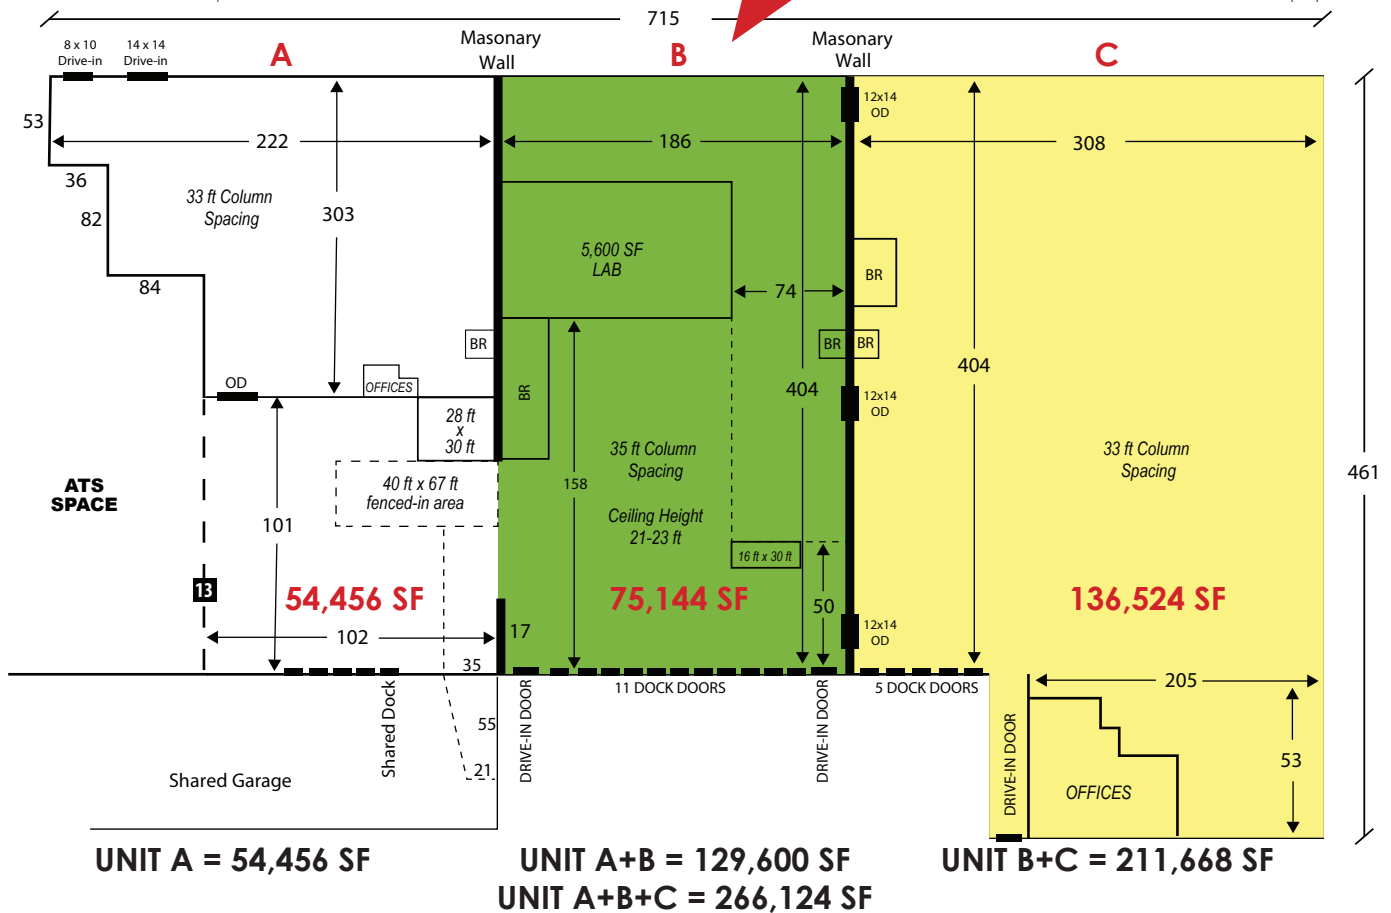 715
8 x 10
Drive-in
14 x 14
Drive-in
A
Masonary
Wall
B
Masonary
Wall
C
12x14
OD
53
222
186
308
36
33 ft Column
Spacing
82
303
5,600 SF
LAB
BR
84
74
BR
BR
BR
404
404
OD
OFFICES
BR
12x14
OD
28 ft
x
30 ft
35 ft Column
Spacing
33 ft Column
Spacing
461
ATS
SPACE
40 ft x 67 ft
fenced-in area
158
101
Ceiling Height
21-23 ft
16 ft x 30 ft
13
54,456 SF
75,144 SF
50
136,524 SF
102
17
12x14
OD
35
11 DOCK DOORS
5 DOCK DOORS
205
Shared Dock
55
DRIVE-IN DOOR
DRIVE-IN DOOR
DRIVE-IN DOOR
53
21
Shared Garage
OFFICES
UNIT A = 54,456 SF
UNIT A+B = 129,600 SF
UNIT B+C = 211,668 SF
UNIT A+B+C = 266,124 SF